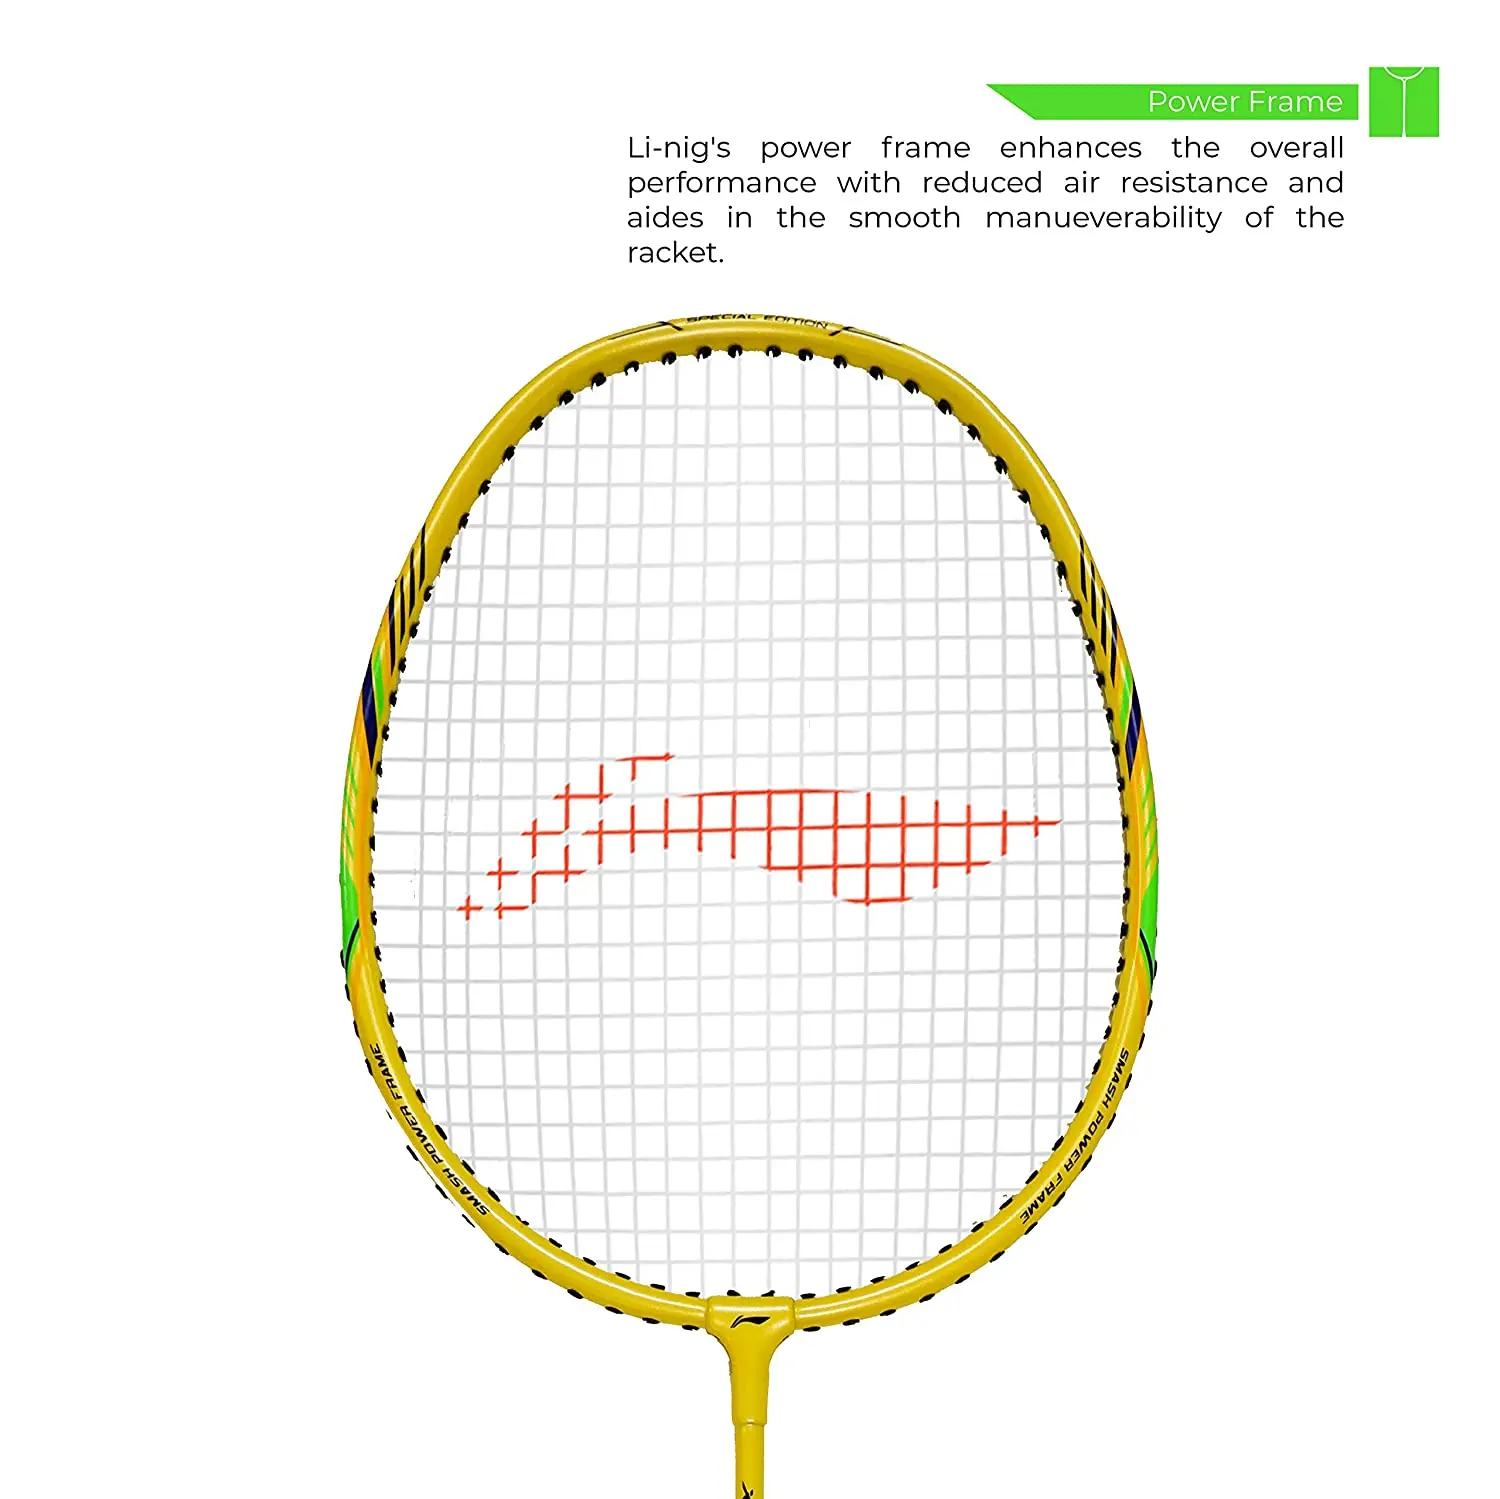 Power Frame
Li-nig's power frame enhances the overall
performance with reduced air resistance and
aides in the smooth manueverability of the
racket.
SPECIAL EDITION
SMASH POWER FRAME
SMASH POWER FRAME